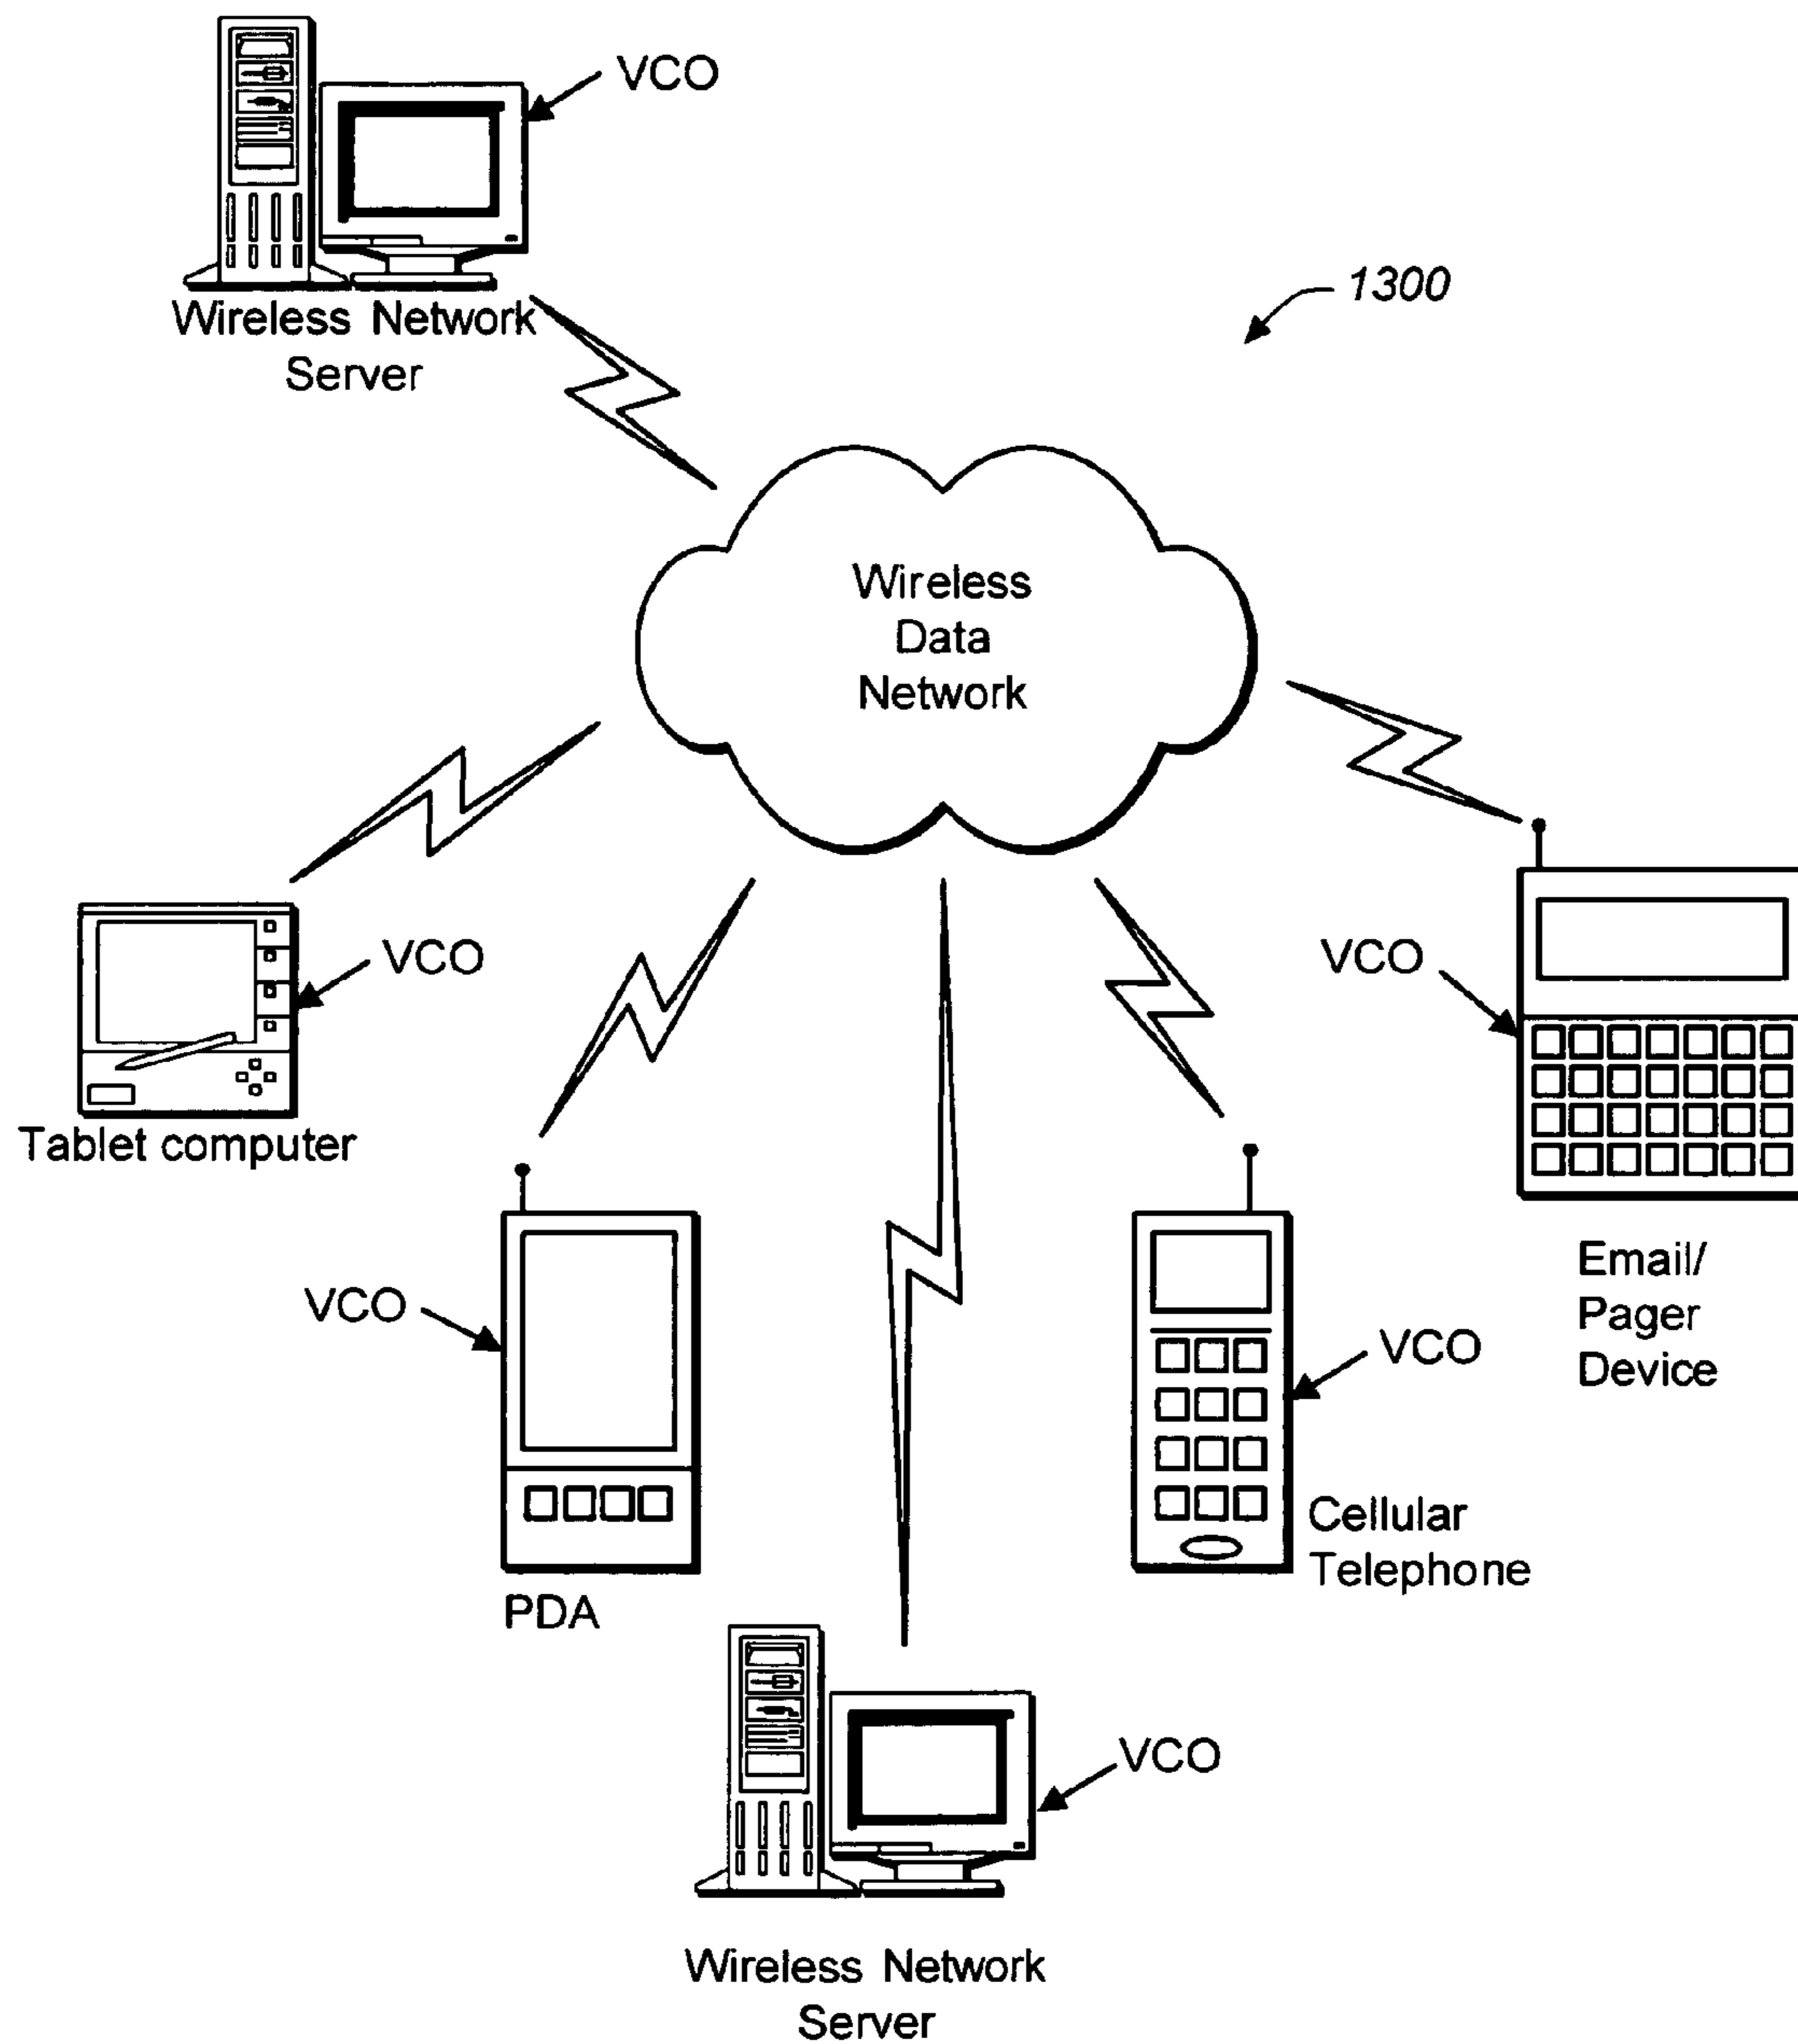 VCO
Wireless Network
Server
1300
Wireless
Data
Network
VCO
Tablet computer
VCO
Email/
Pager
Device
VCO
PDA
VCO
Cellular
Telephone
VCO
Wireless Network
Server